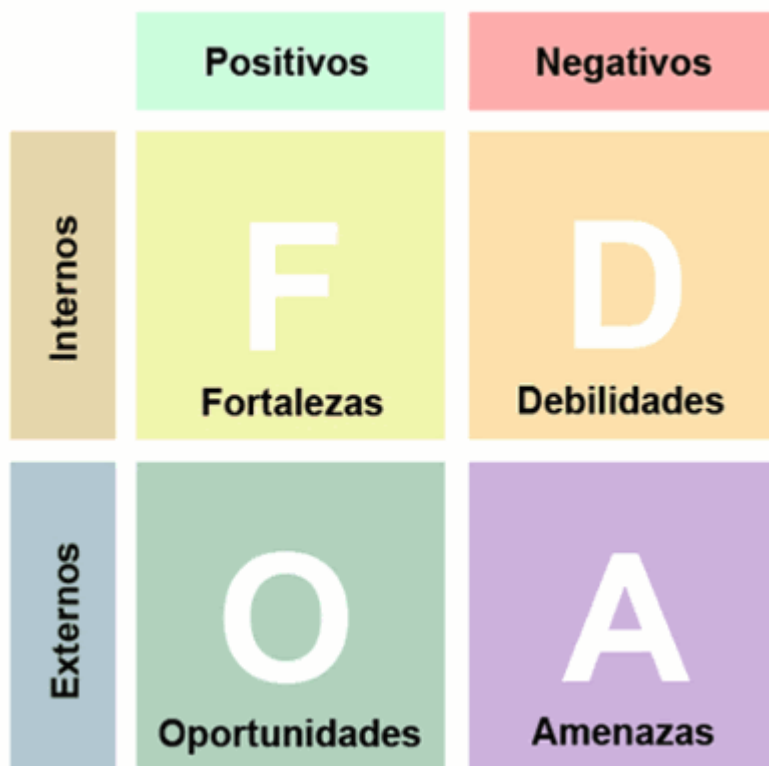 Positivos
Negativos
Internos
F
Fortalezas
D
Debilidades
Externos
O
Oportunidades
A
Amenazas